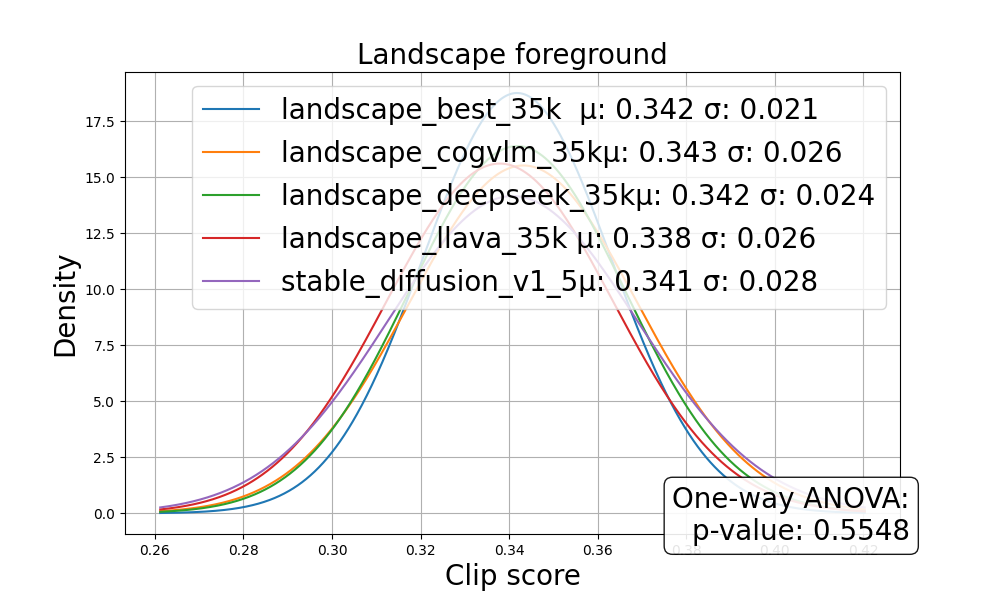 Landscape foreground
landscape_best_35k  μ: 0.342 σ: 0.021
landscape_cogvlm_35kμ: 0.343 σ: 0.026
landscape_deepseek_35kμ: 0.342 σ: 0.024
landscape_llava_35k μ: 0.338 σ: 0.026
stable_diffusion_v1_5μ: 0.341 σ: 0.028
Density
17.5
15.0
12.5
10.0
7.5
5.0
2.5
0.0
One-way ANOVA:
p-value: 0.5548
0.26 0.28 0.30 0.32 0.34 0.36 0.38 0.40 0.42
Clip score